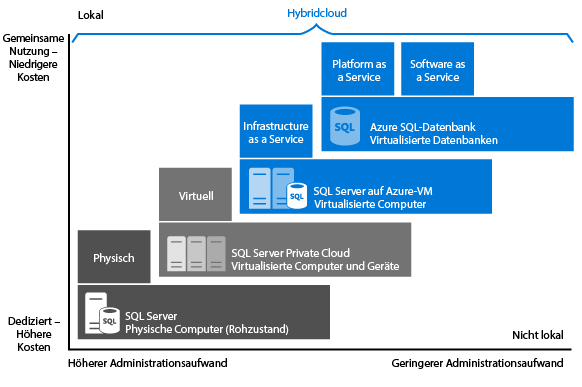 Lokal
Hybridcloud
Gemeinsame
Nutzung –
Niedrigere
Kosten
Platform as
a Service
Software as
a Service
SQL
Azure SQL-Datenbank
Virtualisierte Datenbanken
Infrastructure
as a Service
SQL
SQL Server auf Azure-VM
Virtualisierte Computer
Virtuell
SQL Server Private Cloud
Virtualisierte Computer und Geräte
Physisch
SQL
SQL Server
Physische Computer (Rohzustand)
Dediziert –
Höhere
Kosten
Nicht lokal
Höherer Administrationsaufwand
Geringerer Administrationsaufwand